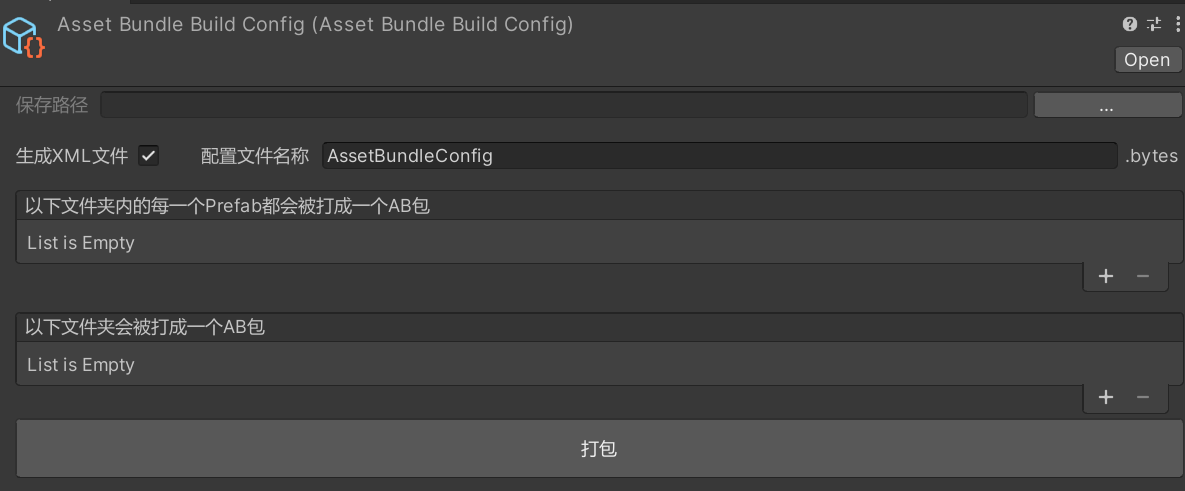 Asset Bundle Build Config (Asset Bundle Build Config)
Open
保存路径 ...
生成XML文件 配置文件名称 AssetBundleConfig .bytes
以下文件夹内的每一个Prefab都会被打成一个AB包
List is Empty
+ −
以下文件夹会被打成一个AB包
List is Empty
+ −
打包